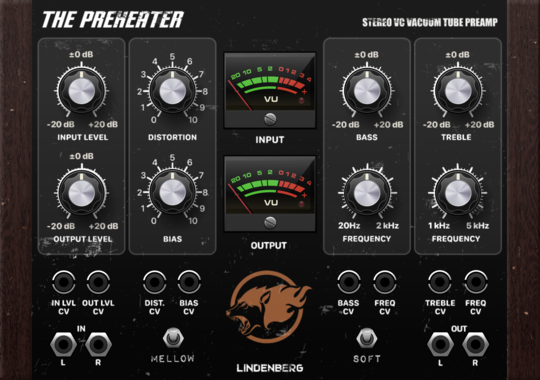 THE PREHEATER
STEREO VC VACUUM TUBE PREAMP
±0 dB
-20 dB +20 dB
INPUT LEVEL
0 1 2 3 4 5 6 7 8 9 10
DISTORTION
20 10 5 2 0 1 2 3 4
VU
INPUT
±0 dB
-20 dB +20 dB
BASS
±0 dB
-20 dB +20 dB
TREBLE
±0 dB
-20 dB +20 dB
OUTPUT LEVEL
0 1 2 3 4 5 6 7 8 9 10
BIAS
20 10 5 2 0 1 2 3 4
VU
OUTPUT
20Hz 2 kHz
FREQUENCY
1 kHz 5 kHz
FREQUENCY
IN LVL
CV
OUT LVL
CV
DIST.
CV
BIAS
CV
BASS
CV
FREQ
CV
TREBLE
CV
FREQ
CV
IN
L R
MELLOW
LINDENBERG
SOFT
OUT
L R